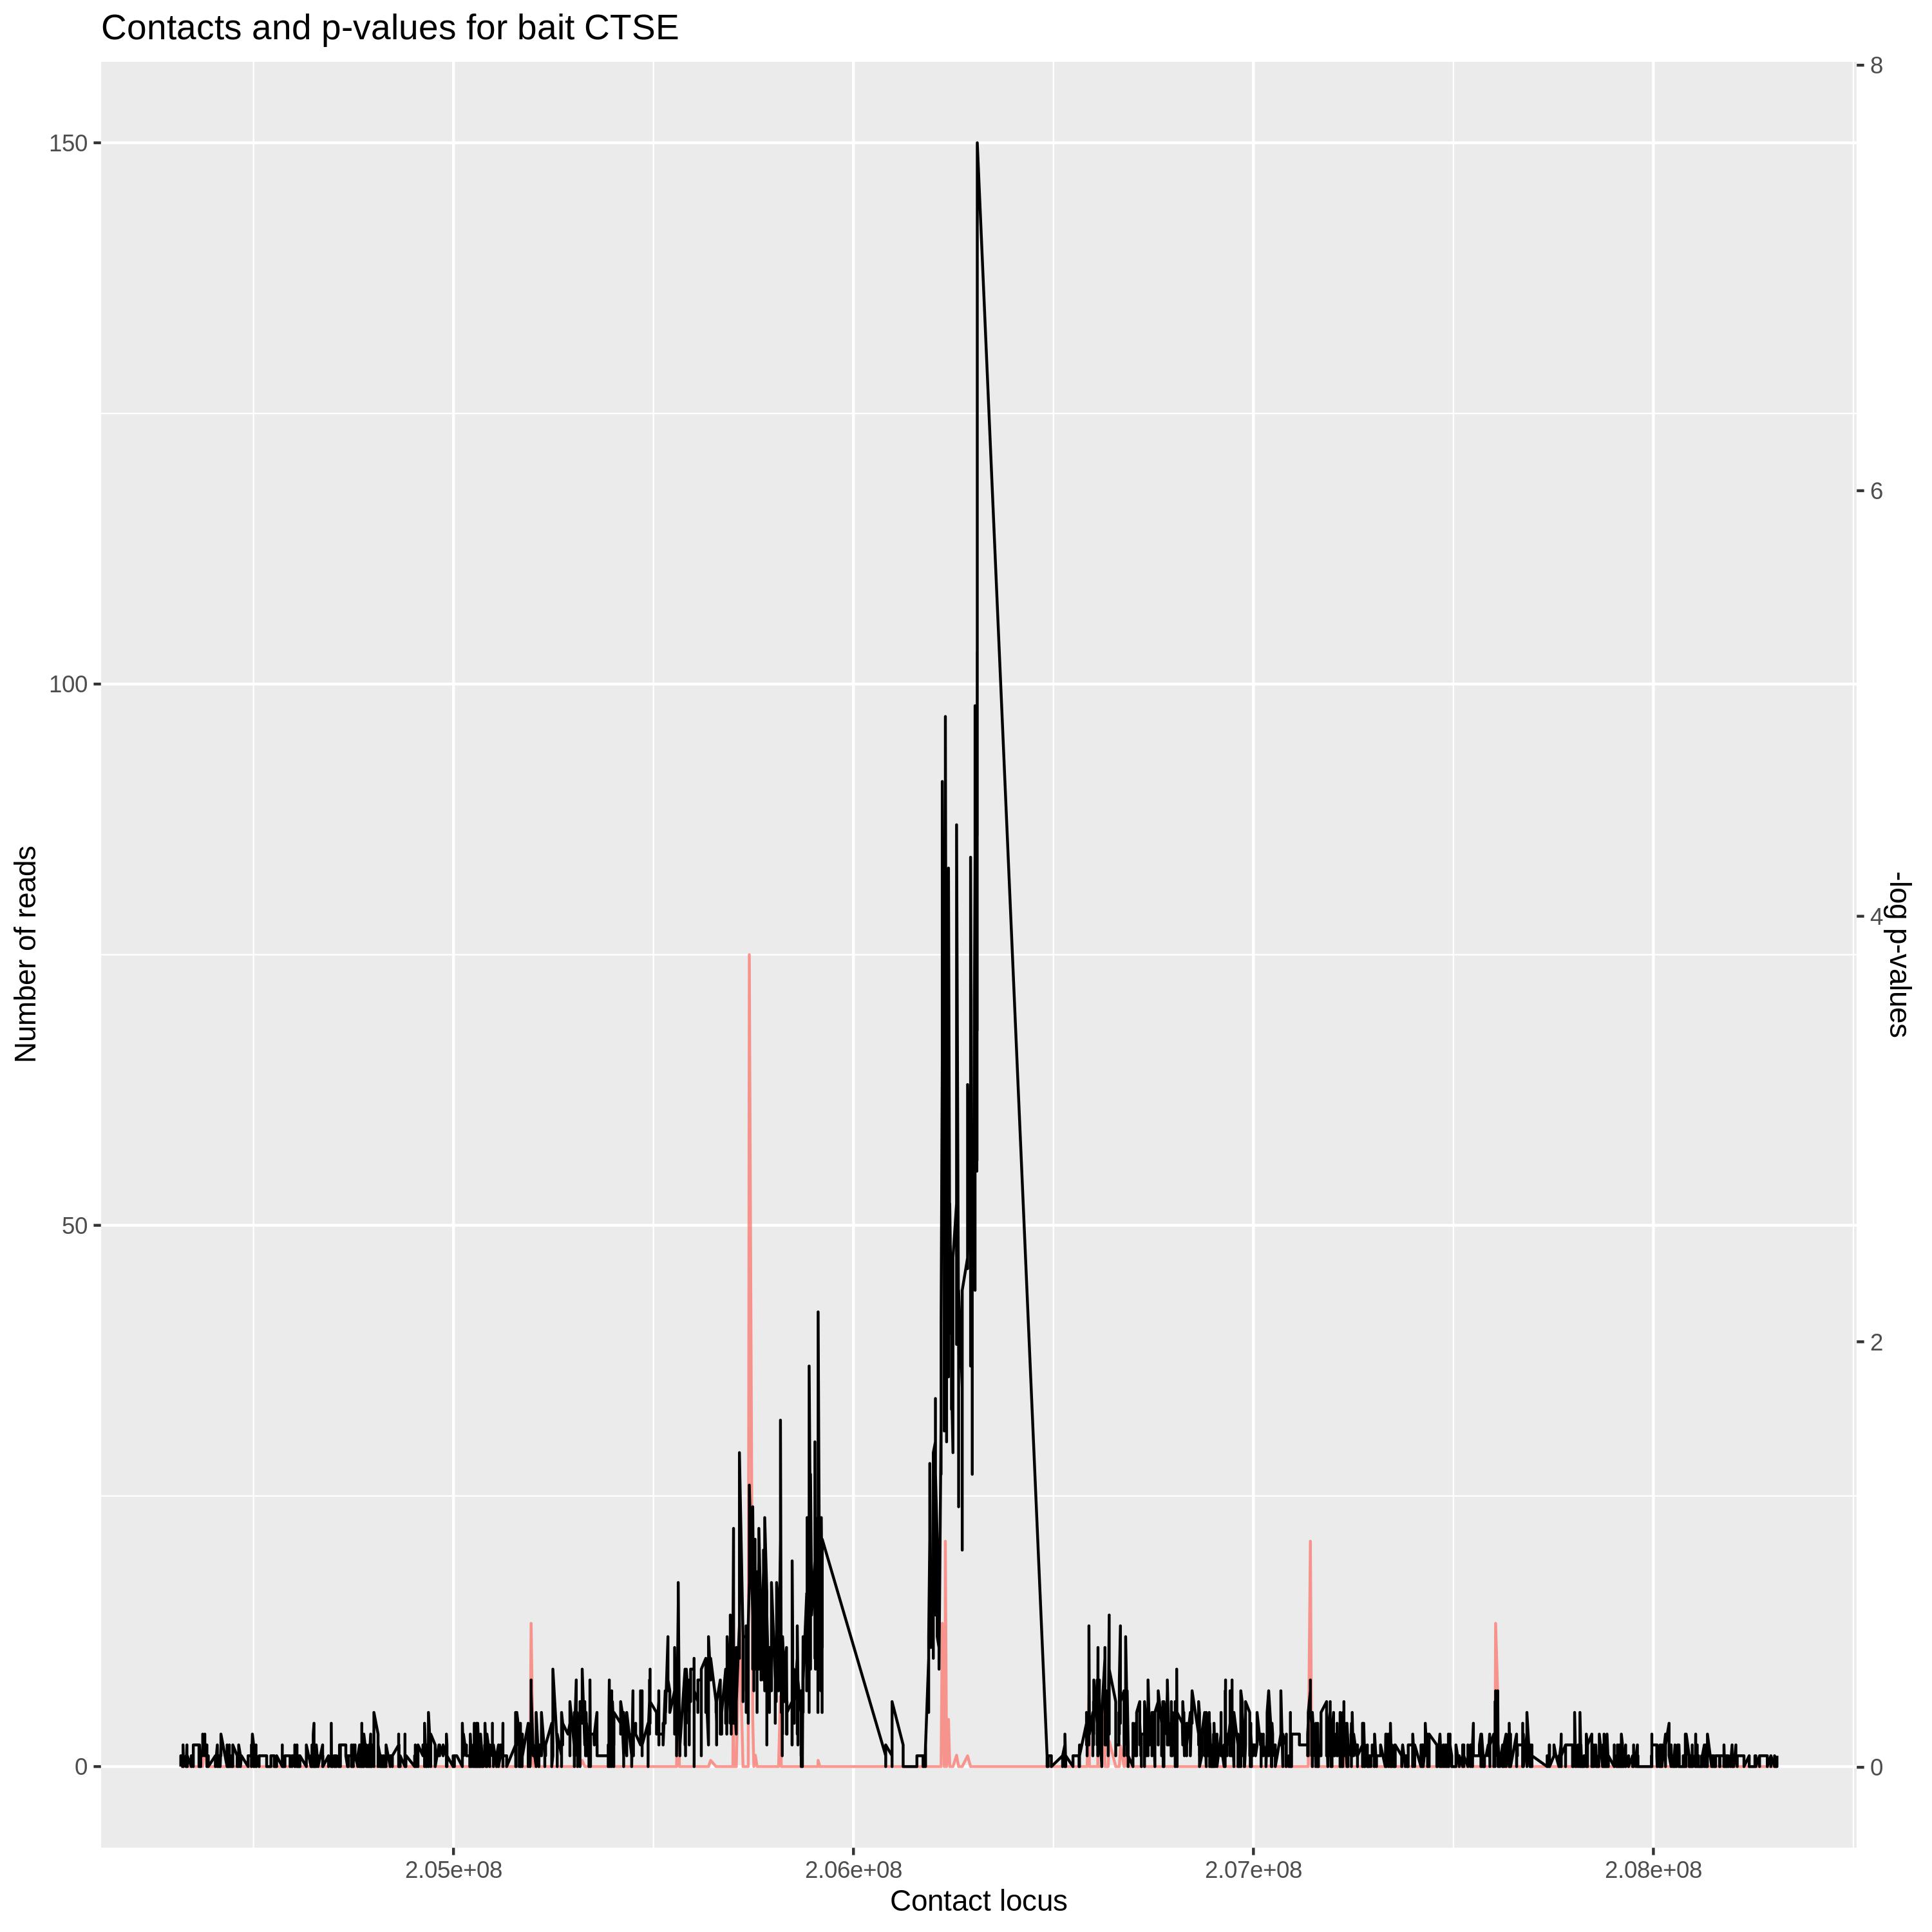 Contacts and p-values for bait CTSE
150
100
50
0
Number of reads
8
6
4
2
0
-log p-values
2.05e+08
2.06e+08
2.07e+08
2.08e+08
Contact locus